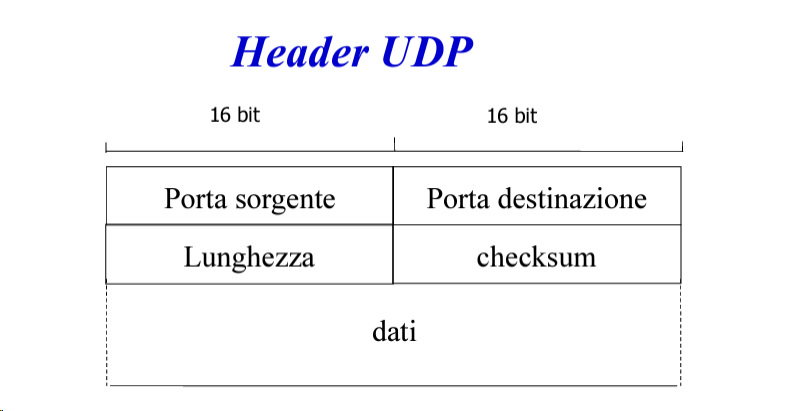 Header UDP
16 bit 16 bit
Porta sorgente Porta destinazione
Lunghezza checksum
dati